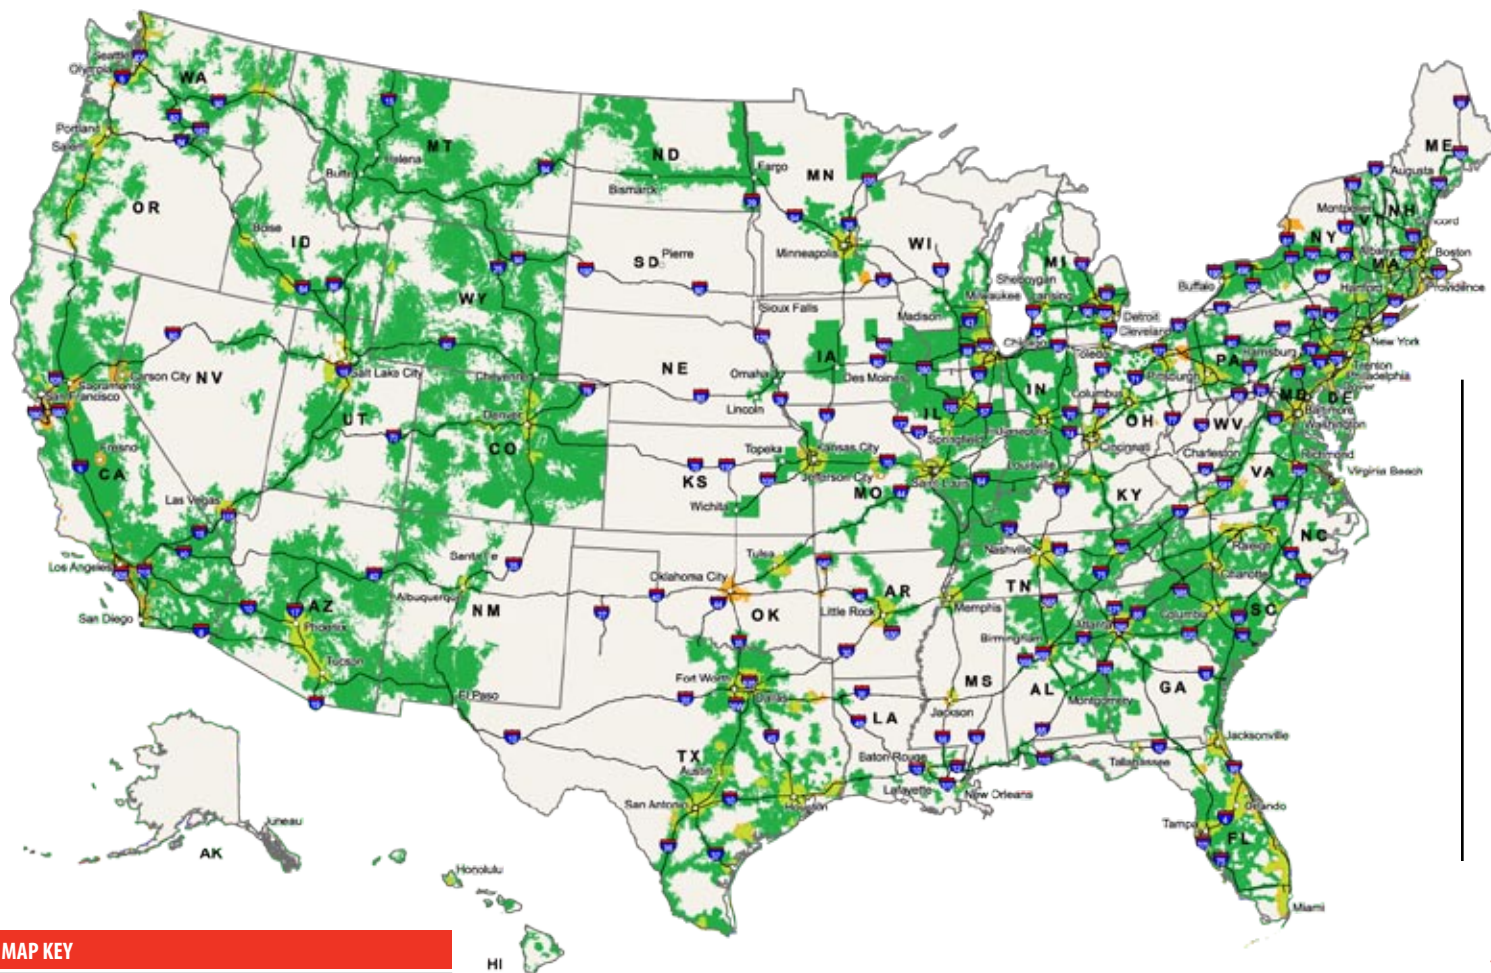 Seattle
Olympia
WA
Portland
Salem
OR
Boise
ID
MT
Helena
Butte
ND
Bismarck
Fargo
MN
Minneapolis
WI
SD
Pierre
Sioux Falls
WY
Cheyenne
NE
Omaha
Lincoln
IA
Des Moines
Madison
Milwaukee
Sheboygan
MI
Lansing
Detroit
Chicago
Toledo
Cleveland
ME
Augusta
Montpelier
VT
NH
Concord
NY
Albany
MA
Boston
Buffalo
Hartford
Providence
New York
PA
Harrisburg
Pittsburgh
Trenton
Philadelphia
Dover
MD
DE
Baltimore
Washington
Sacramento
San Francisco
Carson City
NV
Fresno
CA
Las Vegas
Los Angeles
San Diego
Salt Lake City
UT
Denver
CO
AZ
Phoenix
Tucson
Santa Fe
Albuquerque
NM
El Paso
KS
Topeka
Wichita
Kansas City
Jefferson City
MO
Saint Louis
IL
Springfield
IN
Indianapolis
OH
Columbus
Cincinnati
Louisville
KY
WV
Charleston
VA
Richmond
Virginia Beach
NC
Raleigh
Charlotte
Nashville
TN
Memphis
SC
Columbia
Oklahoma City
Tulsa
OK
AR
Little Rock
Fort Worth
Dallas
TX
Austin
San Antonio
Houston
LA
Baton Rouge
Lafayette
New Orleans
MS
Jackson
Birmingham
AL
Montgomery
Atlanta
GA
Tallahassee
Jacksonville
Orlando
Tampa
FL
Miami
AK
Juneau
Honolulu
HI
MAP KEY